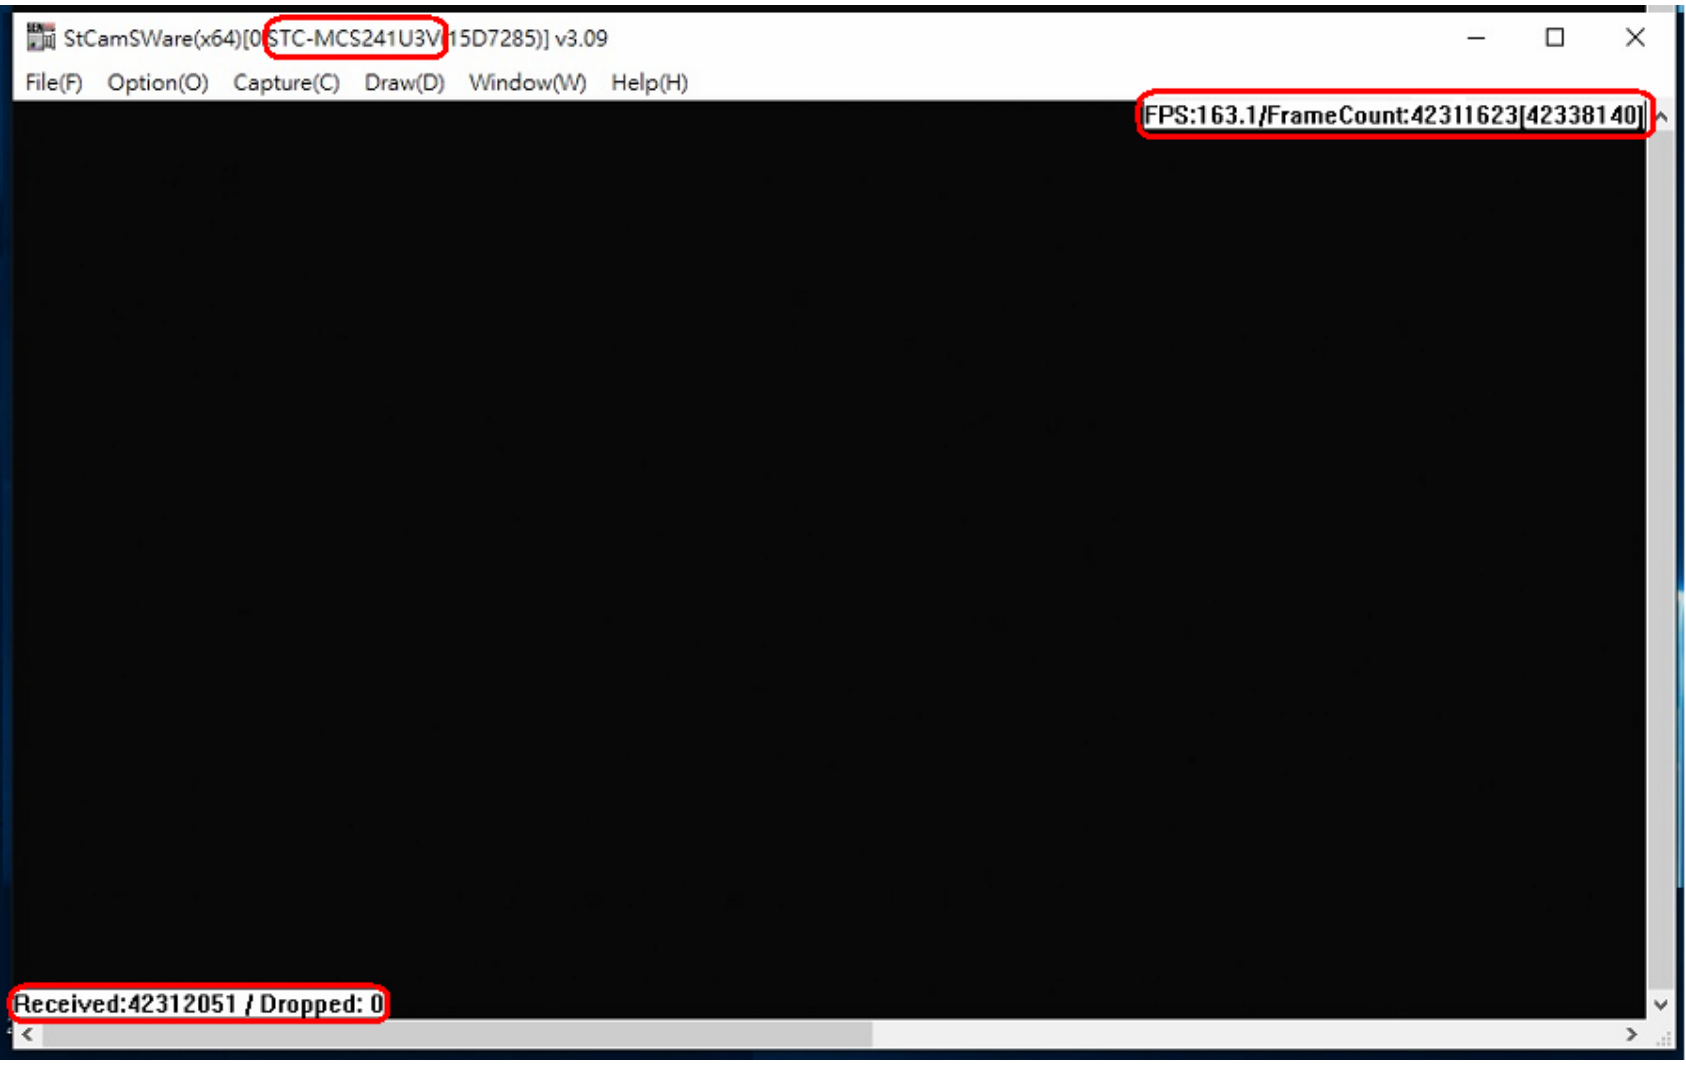 StCamSWare(x64)[0 STC-MCS241U3V(15D7285)] v3.09
File(F) Option(O) Capture(C) Draw(D) Window(W) Help(H)
FPS:163.1/FrameCount:42311623[42338140]
Received:42312051 / Dropped: 0